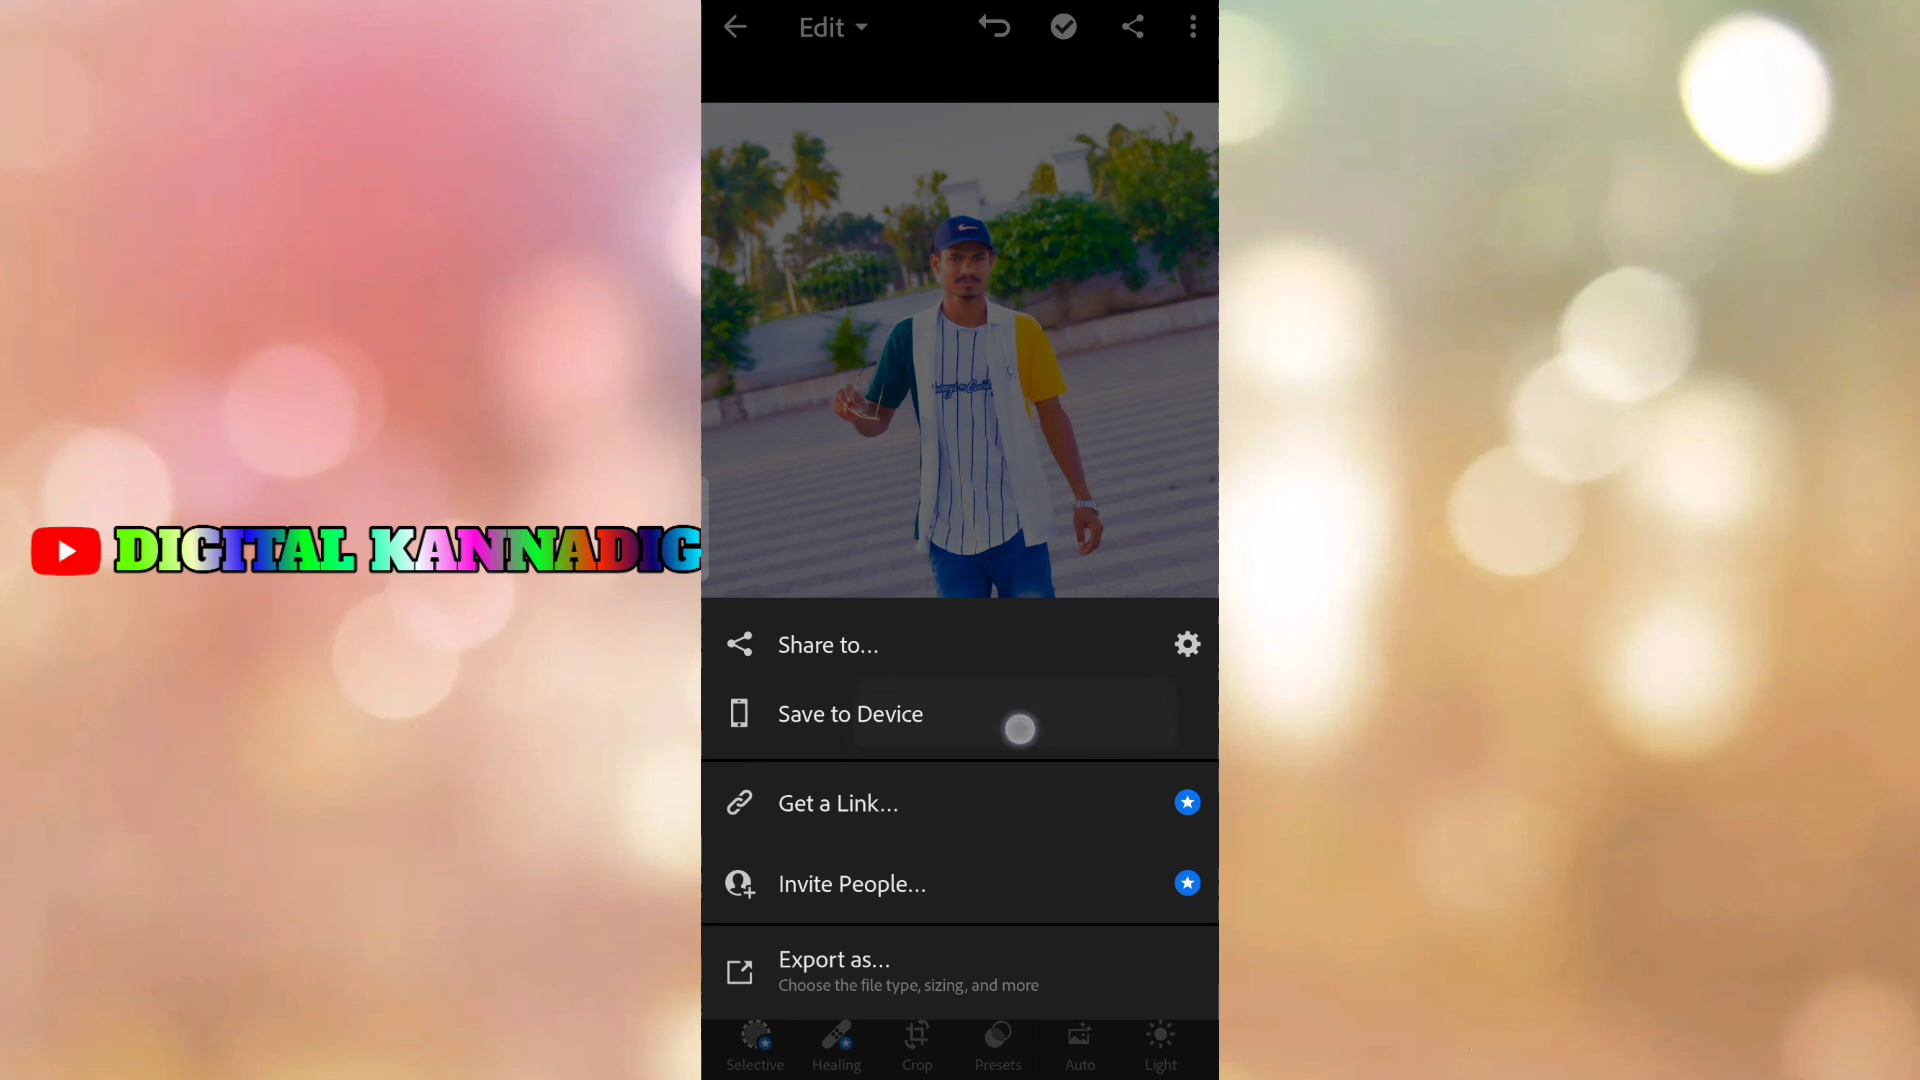 Edit
DIGITAL KANNADIG
Share to...
Save to Device
Get a Link...
Invite People...
Export as...
Choose the file type, sizing, and more
Selective
Healing
Crop
Presets
Auto
Light